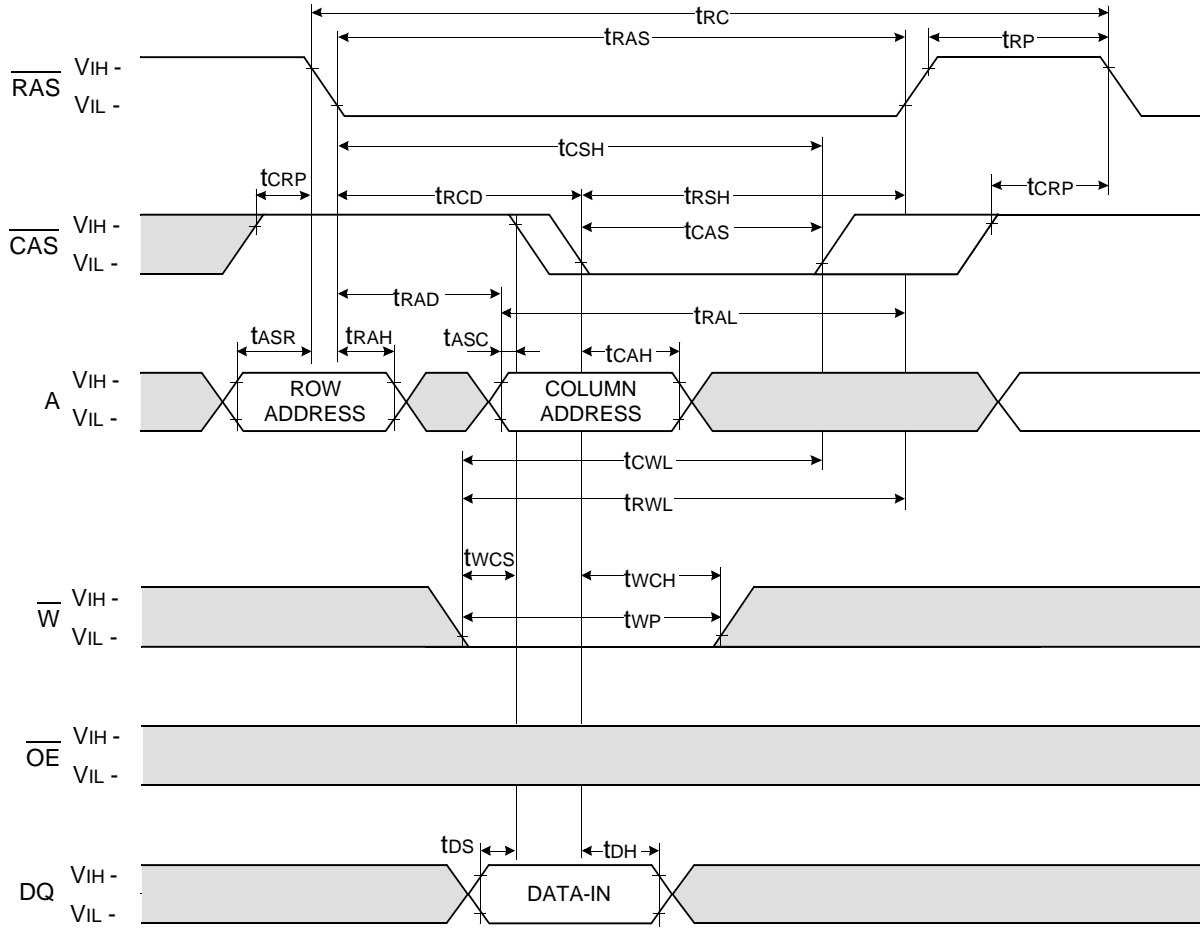 tRC
tRAS
tRP
RAS
VIH -
VIL -
tCSH
tCRP
tRCD
tRSH
tCRP
CAS
VIH -
VIL -
tCAS
tRAD
tRAL
tASR
tRAH
tASC
tCAH
A
VIH -
VIL -
ROW
ADDRESS
COLUMN
ADDRESS
tCWL
tRWL
tWCS
tWCH
W
VIH -
VIL -
tWP
OE
VIH -
VIL -
tDS
tDH
DQ
VIH -
VIL -
DATA-IN